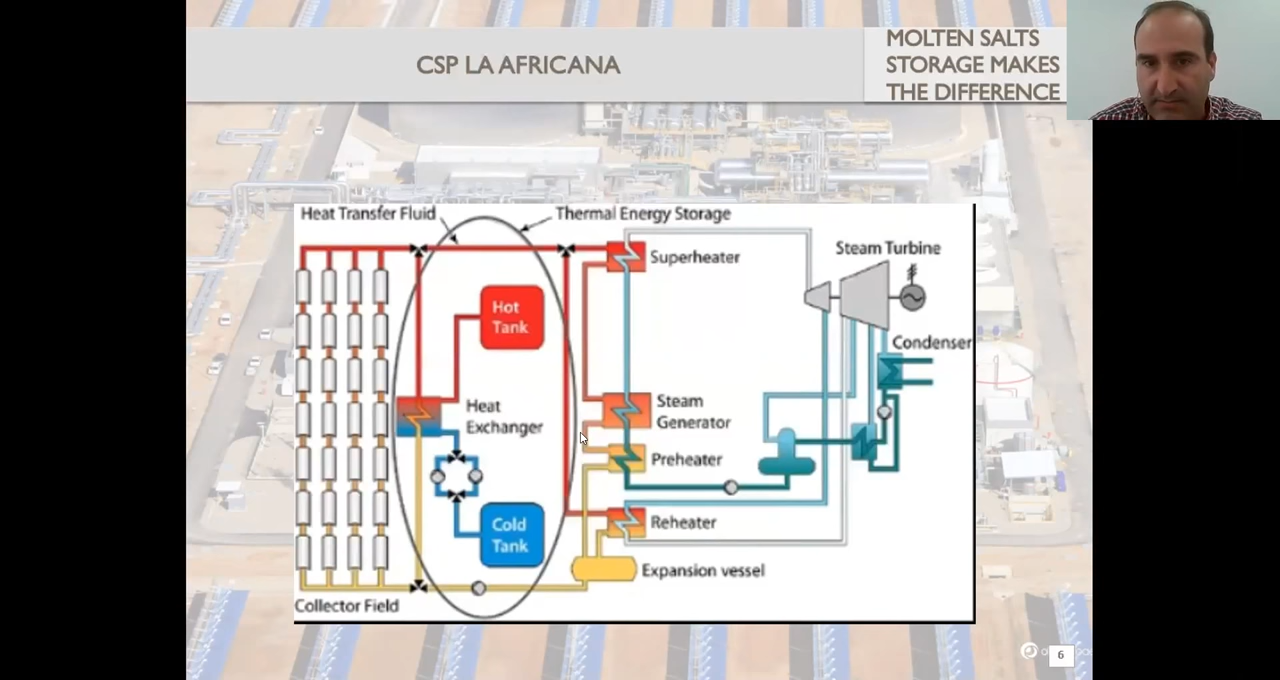 CSP LA AFRICANA
MOLTEN SALTS
STORAGE MAKES
THE DIFFERENCE
Heat Transfer Fluid
Thermal Energy Storage
Superheater
Steam Turbine
Hot
Tank
Condenser
Heat
Exchanger
Steam
Generator
Preheater
Cold
Tank
Reheater
Expansion vessel
Collector Field
6